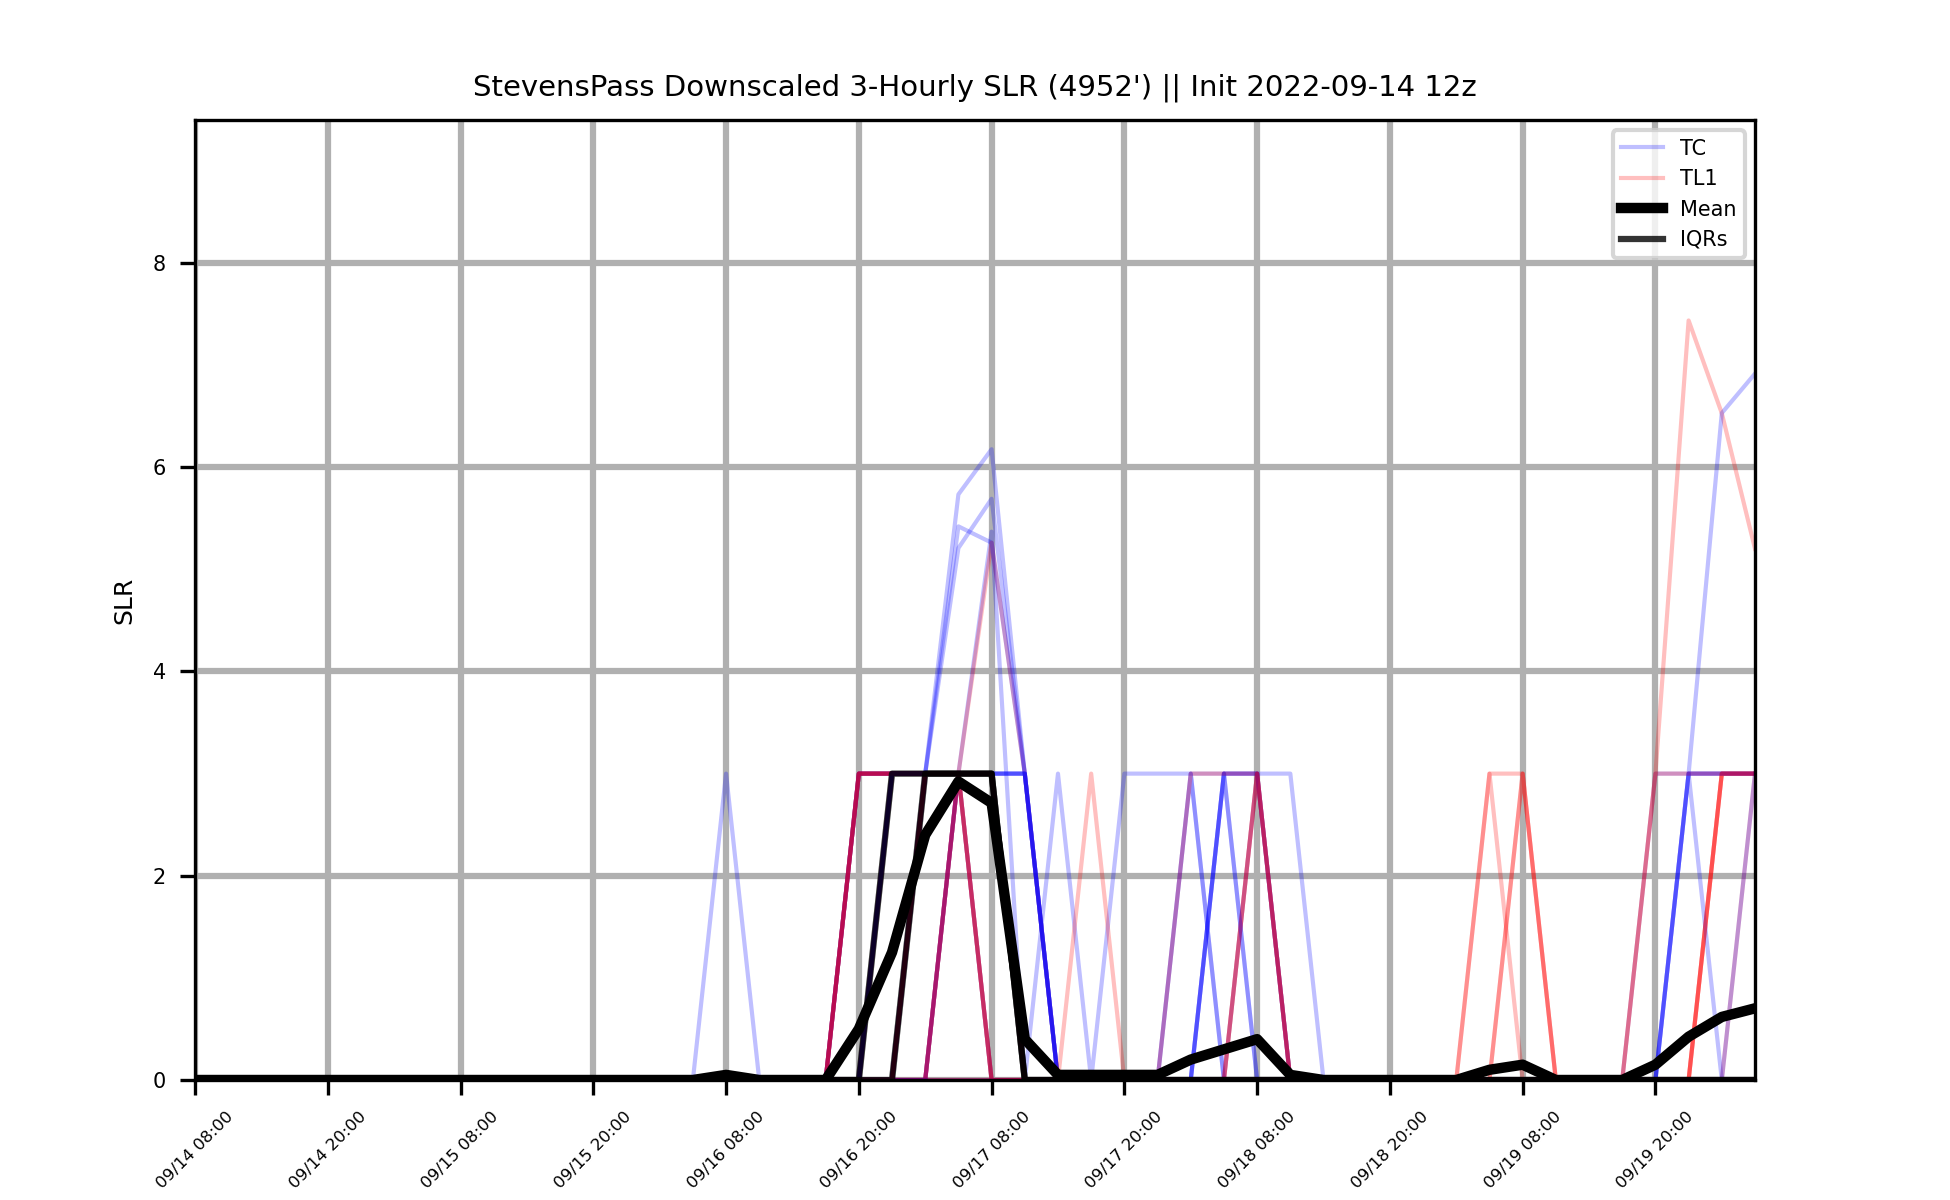 StevensPass Downscaled 3-Hourly SLR (4952') || Init 2022-09-14 12z
TC
TL1
Mean
IQRs
8
6
4
2
0
SLR
09/14 08:00
09/14 20:00
09/15 08:00
09/15 20:00
09/16 08:00
09/16 20:00
09/17 08:00
09/17 20:00
09/18 08:00
09/18 20:00
09/19 08:00
09/19 20:00